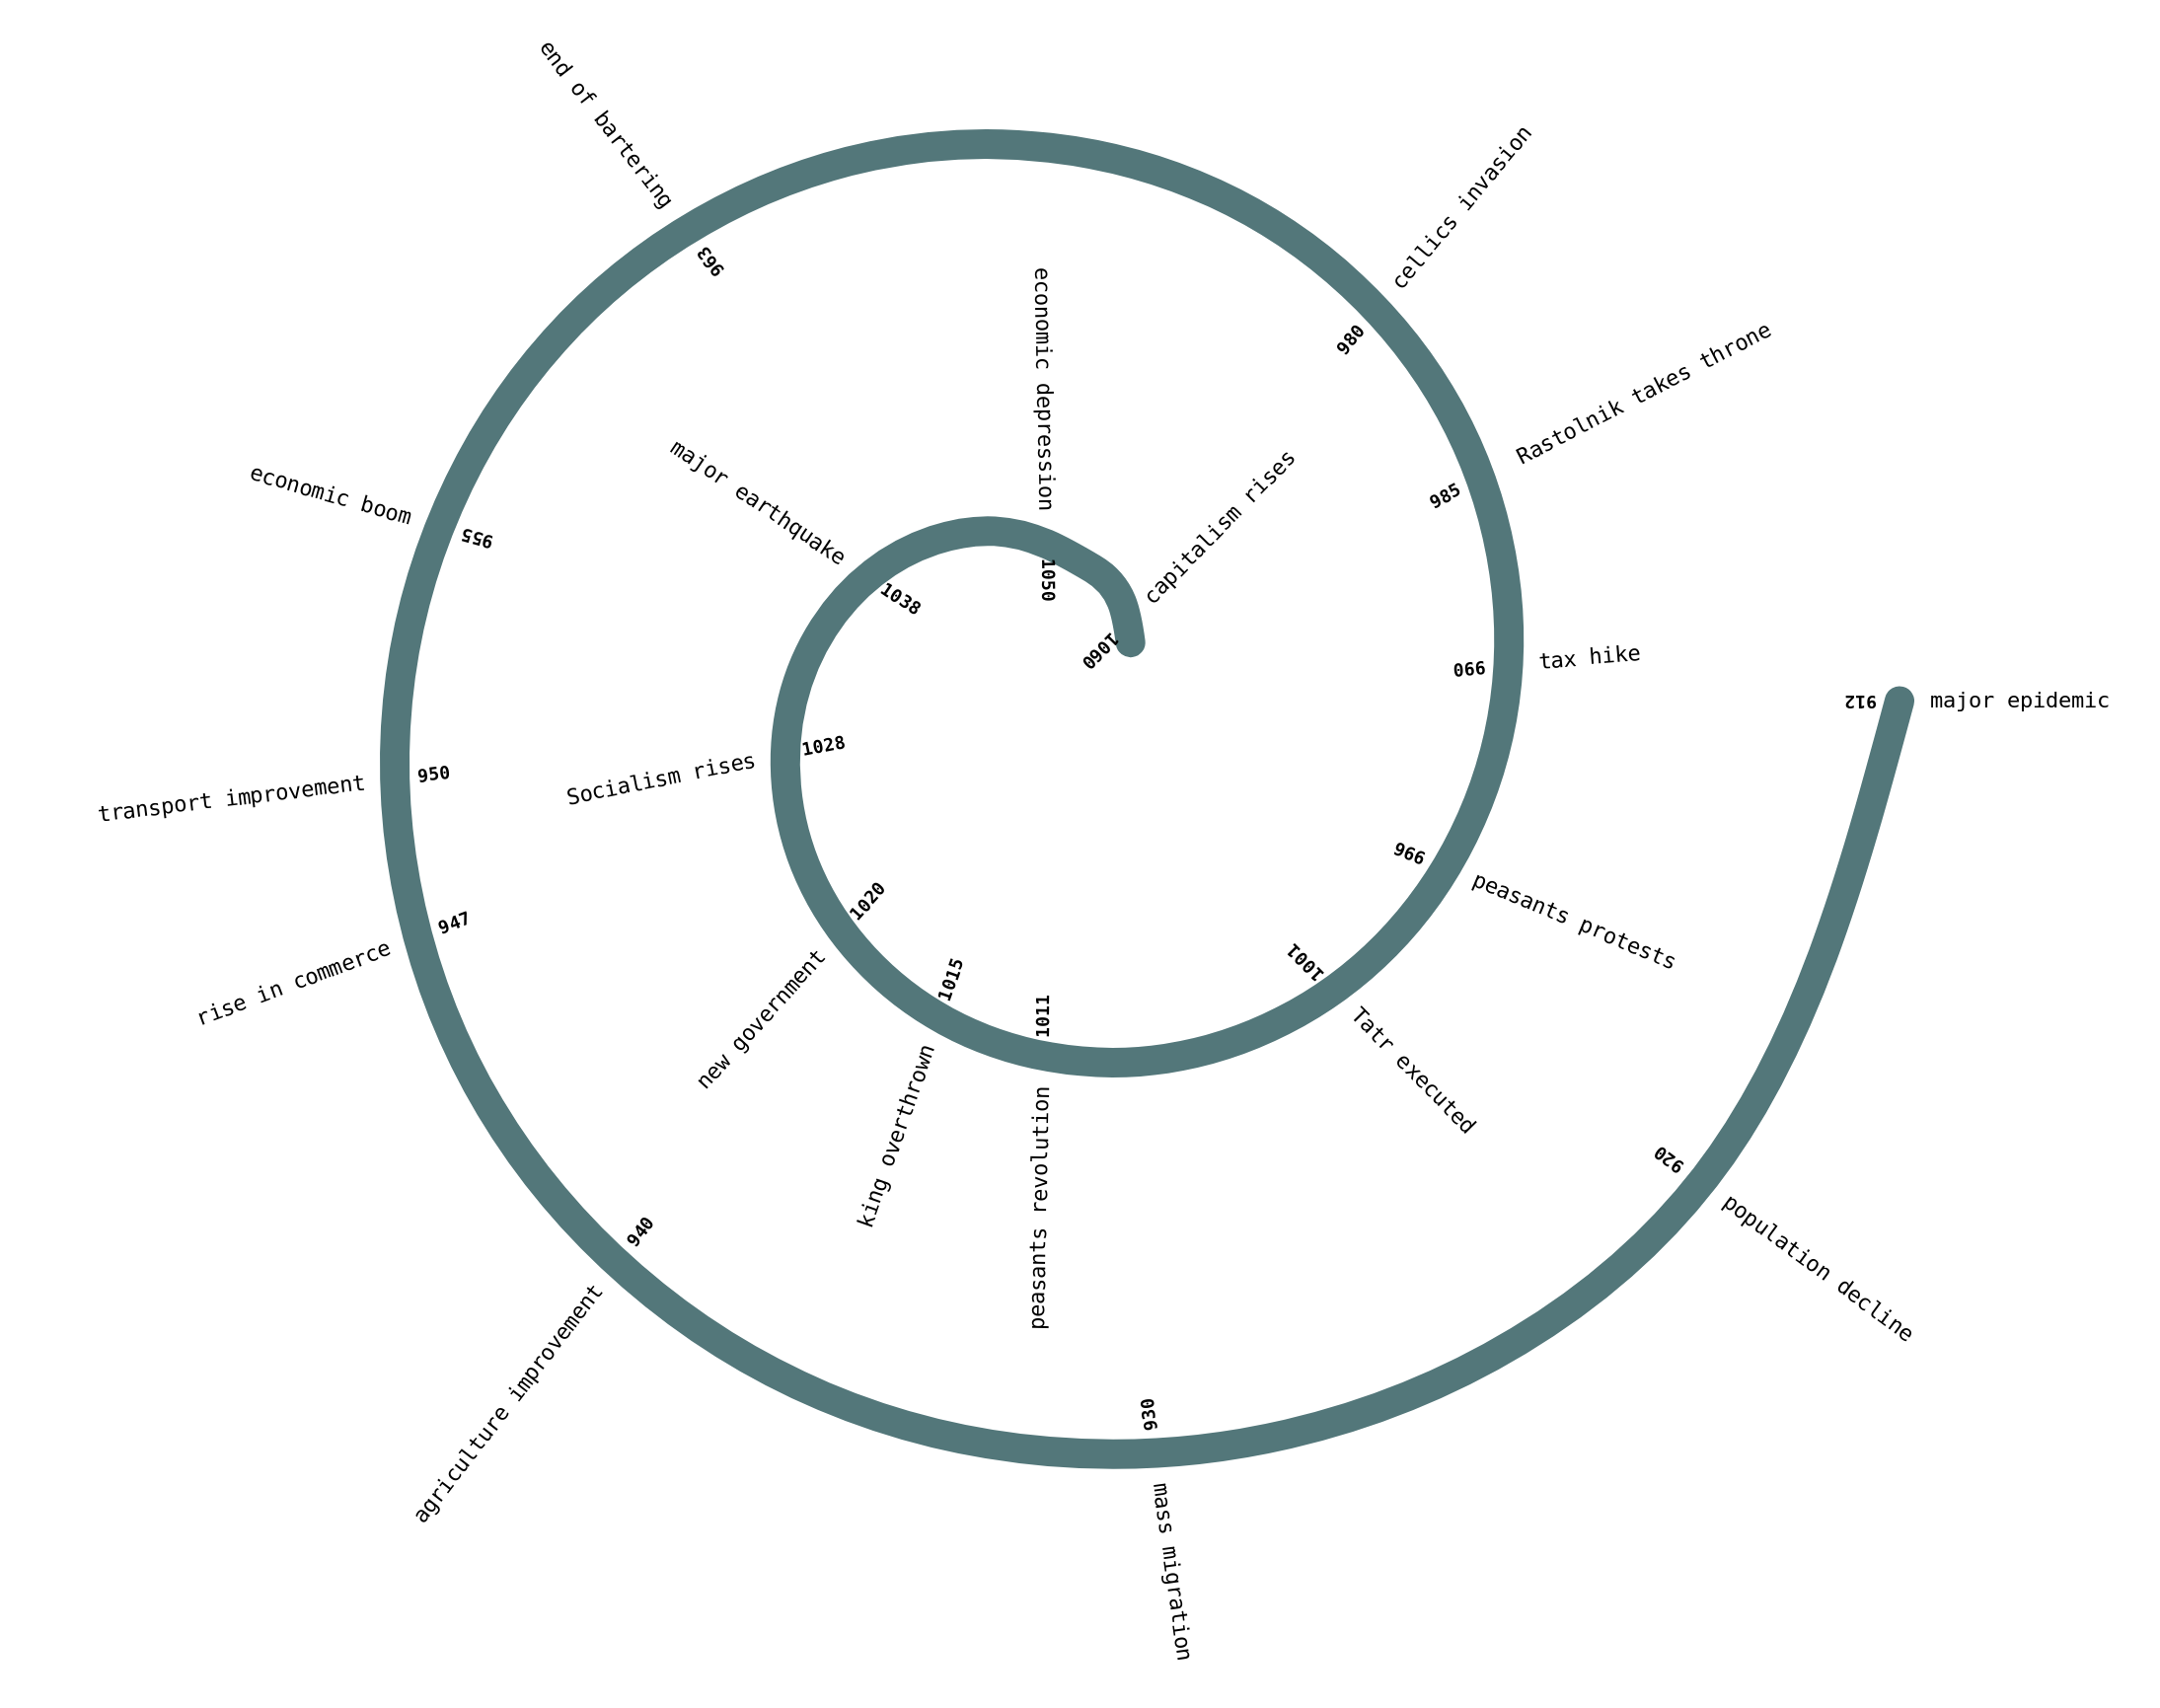 912 major epidemic
920 population decline
930 mass migration
940 agriculture improvement
947 rise in commerce
950 transport improvement
955 economic boom
963 end of bartering
980 cellics invasion
985 Rastolnik takes throne
990 tax hike
996 peasants protests
1001 Tatr executed
1011 peasants revolution
1015 king overthrown
1020 new government
1028 Socialism rises
1038 major earthquake
1050 economic depression
1060 capitalism rises